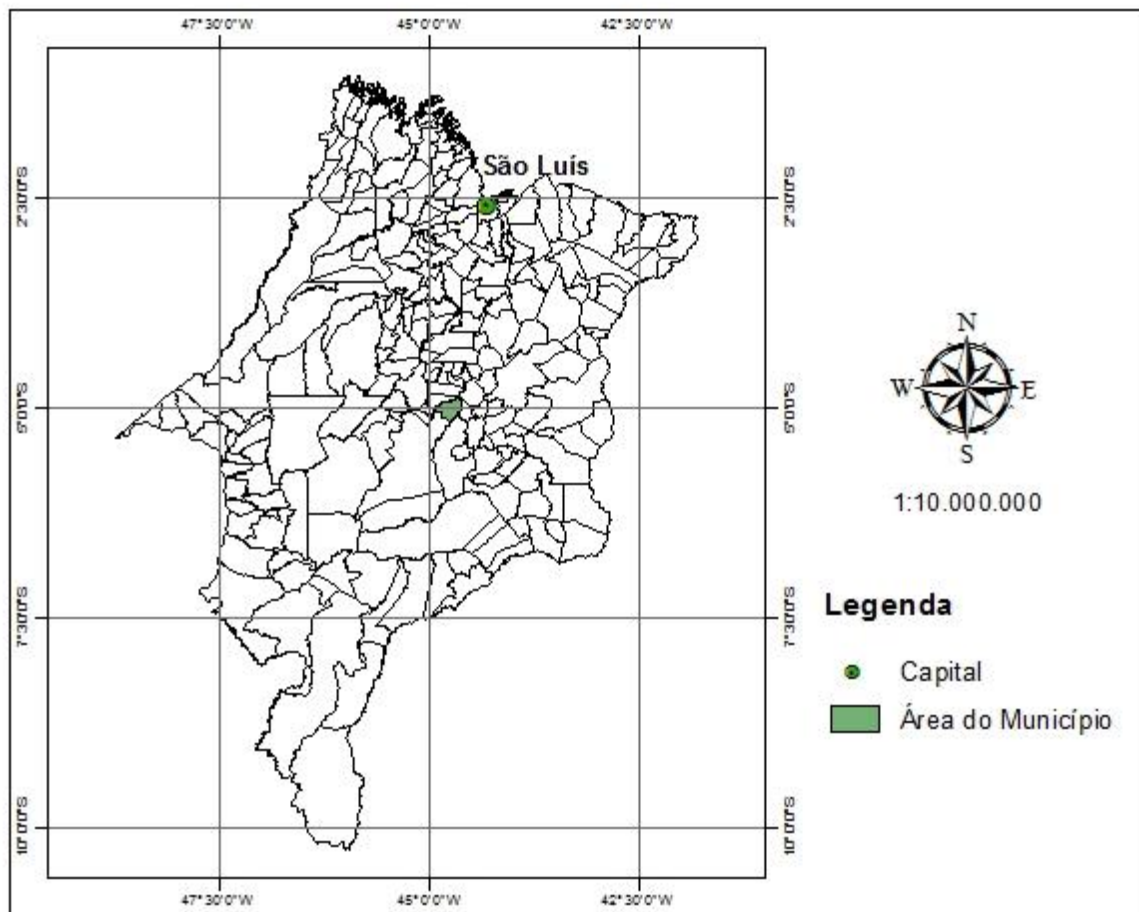 47°30'0"W 45°0'0"W 42°30'0"W
São Luís
2°30'0"S 2°30'0"S
N
W E
S
5°0'0"S 5°0'0"S
1:10.000.000
Legenda
7°30'0"S 7°30'0"S
Capital
Área do Município
10°0'0"S 10°0'0"S
47°30'0"W 45°0'0"W 42°30'0"W